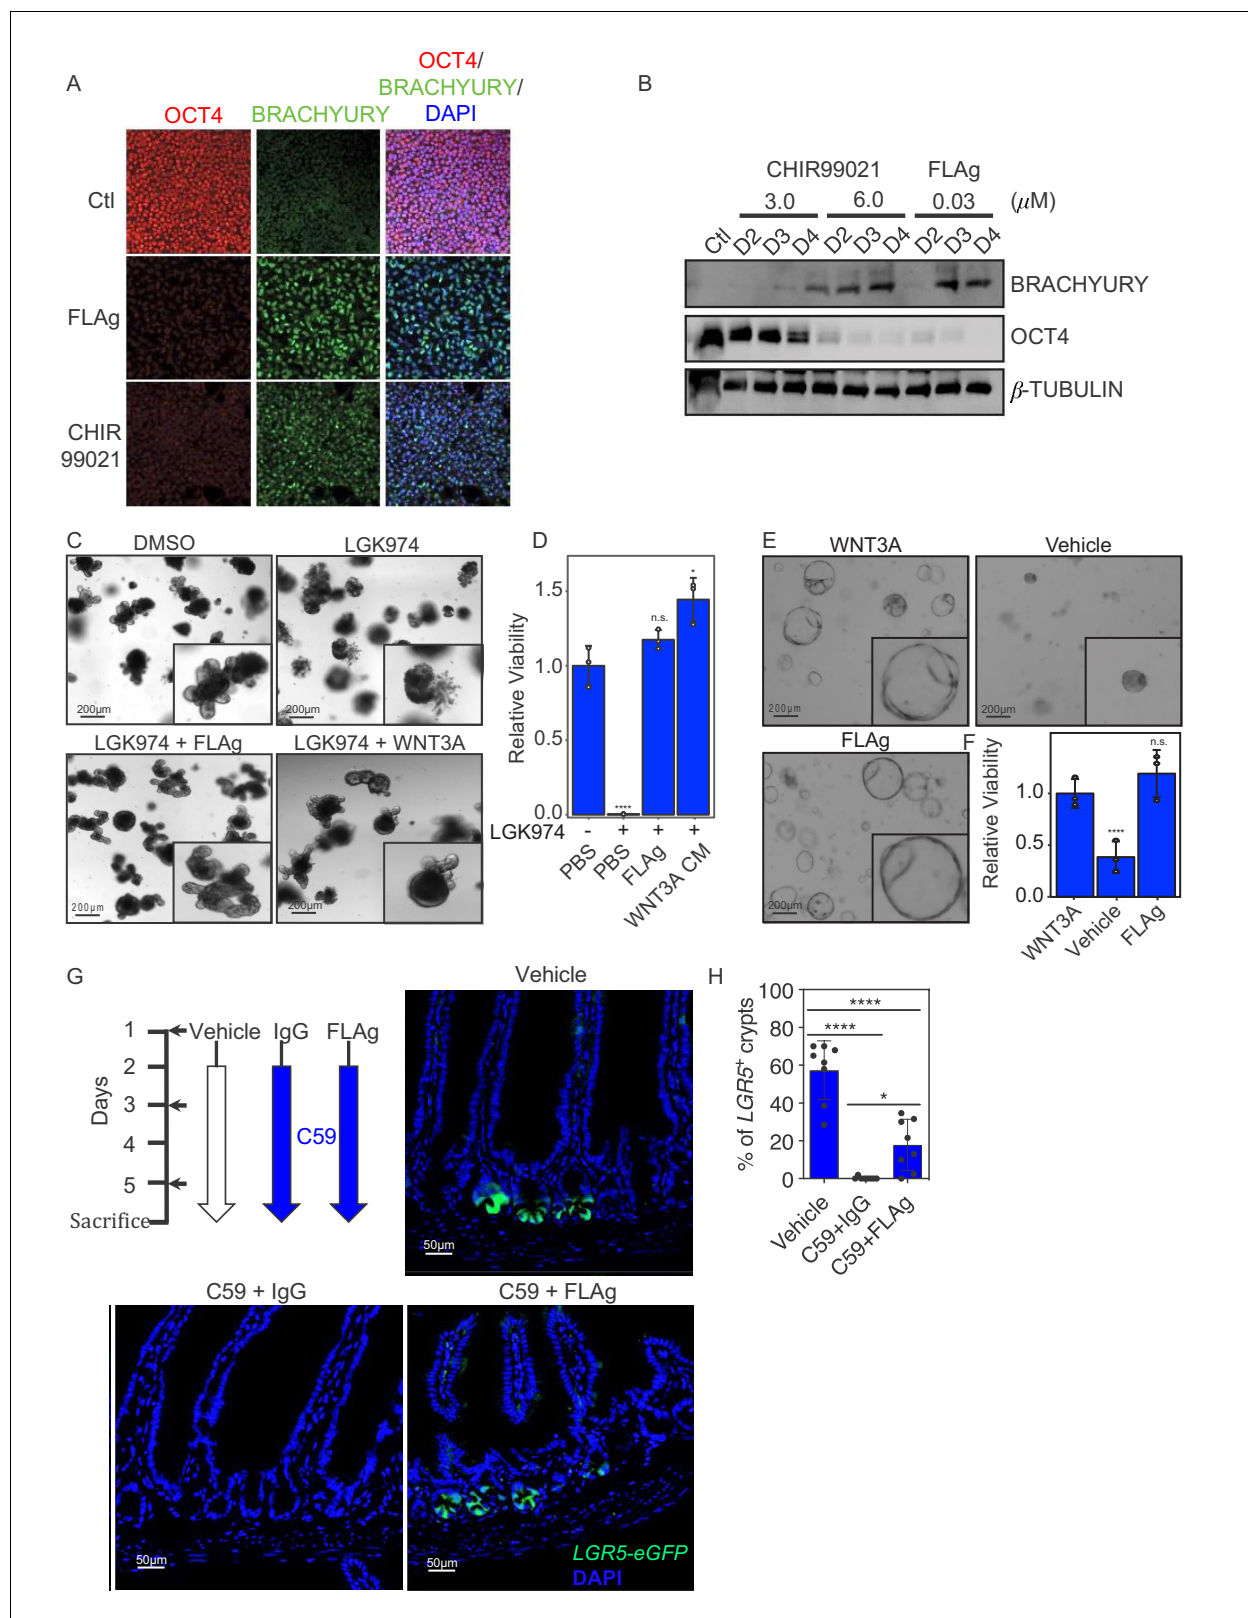 A
OCT4/
BRACHYURY/
OCT4 BRACHYURY DAPI
Ctl
FLAg
CHIR
99021
B
CHIR99021 FLAg
3.0 6.0 0.03 (µM)
Ctl D2 D3 D4 D2 D3 D4 D2 D3 D4
BRACHYURY
OCT4
β-TUBULIN
C
DMSO LGK974
200µm 200µm
LGK974 + FLAg LGK974 + WNT3A
200µm 200µm
D
Relative Viability
1.5
1.0
0.5
0.0
n.s.
*
****
LGK974 - + + +
PBS PBS FLAg WNT3A CM
E
WNT3A Vehicle
200µm 200µm
FLAg
200µm
F
Relative Viability
1.0
0.5
0.0
n.s.
****
WNT3A Vehicle FLAg
G
Days
1
2
3
4
5
Sacrifice
Vehicle IgG FLAg
C59
Vehicle
50µm
C59 + IgG C59 + FLAg
50µm 50µm
LGR5-eGFP
DAPI
H
% of LGR5+ crypts
100
80
60
40
20
0
****
****
*
Vehicle C59+IgG C59+FLAg